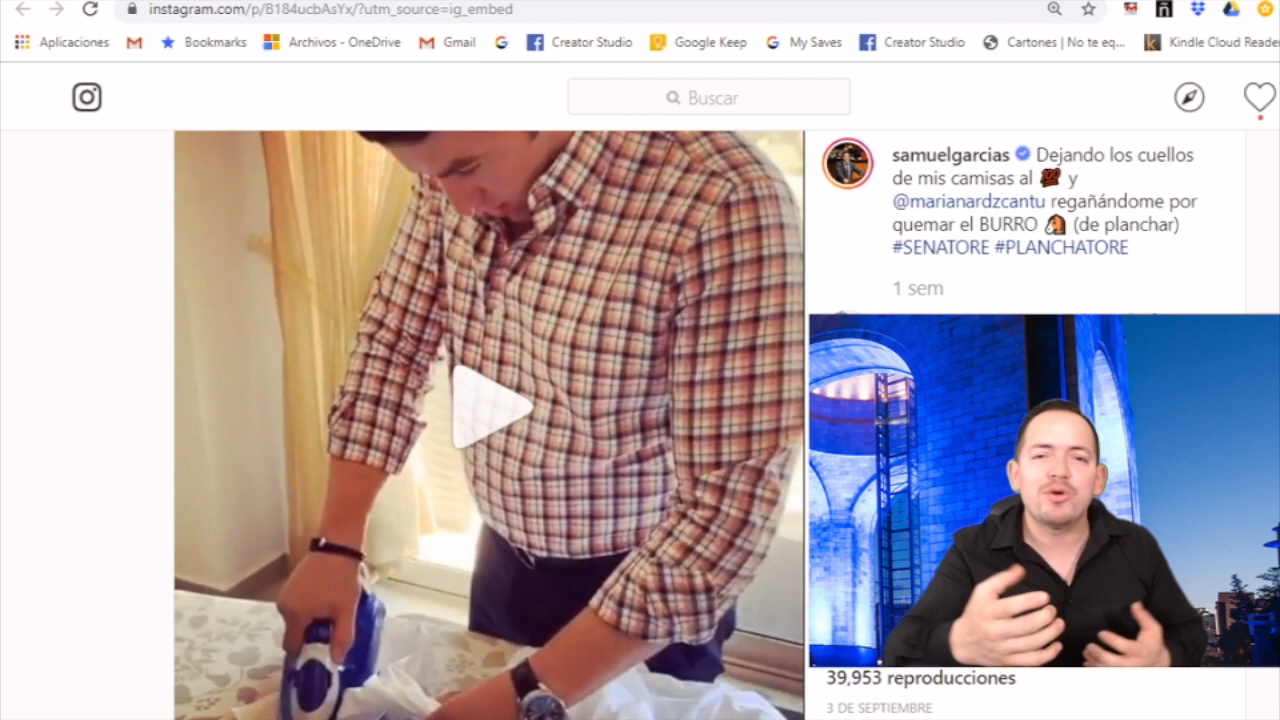 instagram.com/p/B184ucbAsYx/?utm_source=ig_embed
Aplicaciones Bookmarks Archivos - OneDrive Gmail Creator Studio Google Keep My Saves Creator Studio Cartones | No te eq... Kindle Cloud Reade
Buscar
samuelgarcias Dejando los cuellos
de mis camisas al 💯 y
@marianardzcantu regañándome por
quemar el BURRO 🐴 (de planchar)
#SENATORE #PLANCHATORE
1 sem
39,953 reproducciones
3 DE SEPTIEMBRE